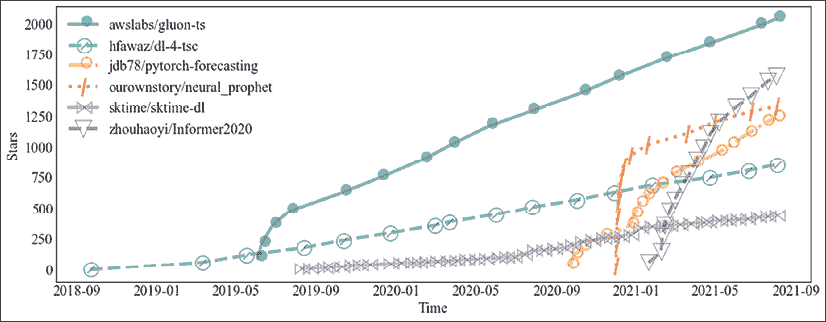 2000
1750
1500
1250
1000
750
500
250
0
Stars
awslabs/gluon-ts
hfawaz/dl-4-tsc
jdb78/pytorch-forecasting
ourownstory/neural_prophet
sktime/sktime-dl
zhouhaoyi/Informer2020
2018-09 2019-01 2019-06 2019-09 2020-01 2020-05 2020-09 2021-01 2021-05 2021-09
Time